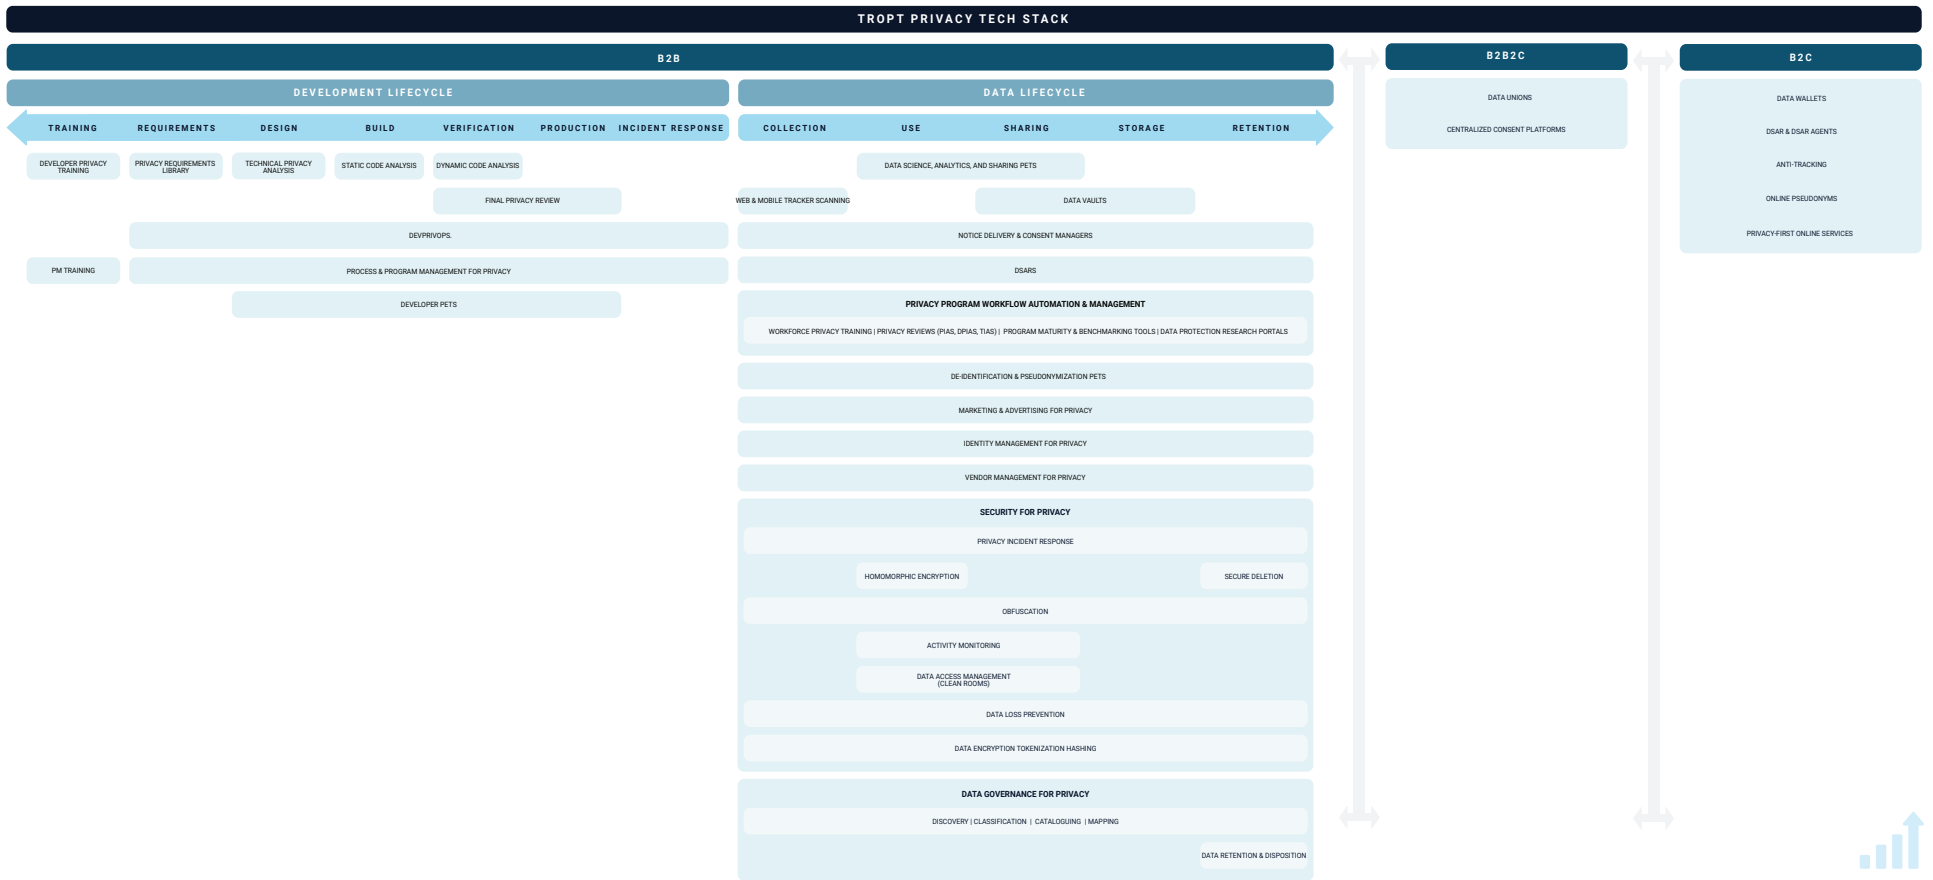 TROPT PRIVACY TECH STACK
B2B
B2B2C
B2C
DEVELOPMENT LIFECYCLE
DATA LIFECYCLE
TRAINING
REQUIREMENTS
DESIGN
BUILD
VERIFICATION
PRODUCTION
INCIDENT RESPONSE
COLLECTION
USE
SHARING
STORAGE
RETENTION
DEVELOPER PRIVACY
TRAINING
PRIVACY REQUIREMENTS
LIBRARY
TECHNICAL PRIVACY
ANALYSIS
STATIC CODE ANALYSIS
DYNAMIC CODE ANALYSIS
FINAL PRIVACY REVIEW
DEVPRIVOPS.
PM TRAINING
PROCESS & PROGRAM MANAGEMENT FOR PRIVACY
DEVELOPER PETS
DATA SCIENCE, ANALYTICS, AND SHARING PETS
WEB & MOBILE TRACKER SCANNING
DATA VAULTS
NOTICE DELIVERY & CONSENT MANAGERS
DSARS
PRIVACY PROGRAM WORKFLOW AUTOMATION & MANAGEMENT
WORKFORCE PRIVACY TRAINING | PRIVACY REVIEWS (PIAS, DPIAS, TIAS) | PROGRAM MATURITY & BENCHMARKING TOOLS | DATA PROTECTION RESEARCH PORTALS
DE-IDENTIFICATION & PSEUDONYMIZATION PETS
MARKETING & ADVERTISING FOR PRIVACY
IDENTITY MANAGEMENT FOR PRIVACY
VENDOR MANAGEMENT FOR PRIVACY
SECURITY FOR PRIVACY
PRIVACY INCIDENT RESPONSE
HOMOMORPHIC ENCRYPTION
SECURE DELETION
OBFUSCATION
ACTIVITY MONITORING
DATA ACCESS MANAGEMENT
(CLEAN ROOMS)
DATA LOSS PREVENTION
DATA ENCRYPTION TOKENIZATION HASHING
DATA GOVERNANCE FOR PRIVACY
DISCOVERY | CLASSIFICATION | CATALOGUING | MAPPING
DATA RETENTION & DISPOSITION
DATA UNIONS
CENTRALIZED CONSENT PLATFORMS
DATA WALLETS
DSAR & DSAR AGENTS
ANTI-TRACKING
ONLINE PSEUDONYMS
PRIVACY-FIRST ONLINE SERVICES